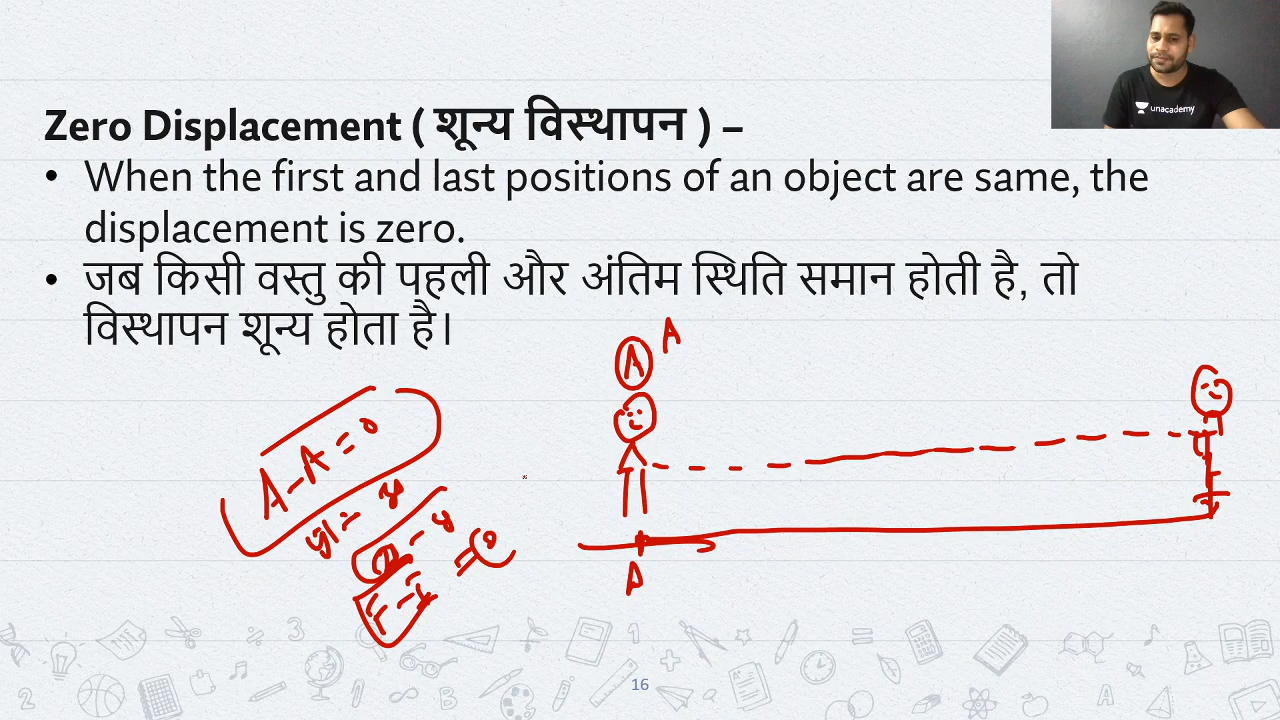 unacademy
Zero Displacement ( शून्य विस्थापन ) –
• When the first and last positions of an object are same, the
displacement is zero.
• जब किसी वस्तु की पहली और अंतिम स्थिति समान होती है, तो
विस्थापन शून्य होता है।
A
A
A-A=0
A
16